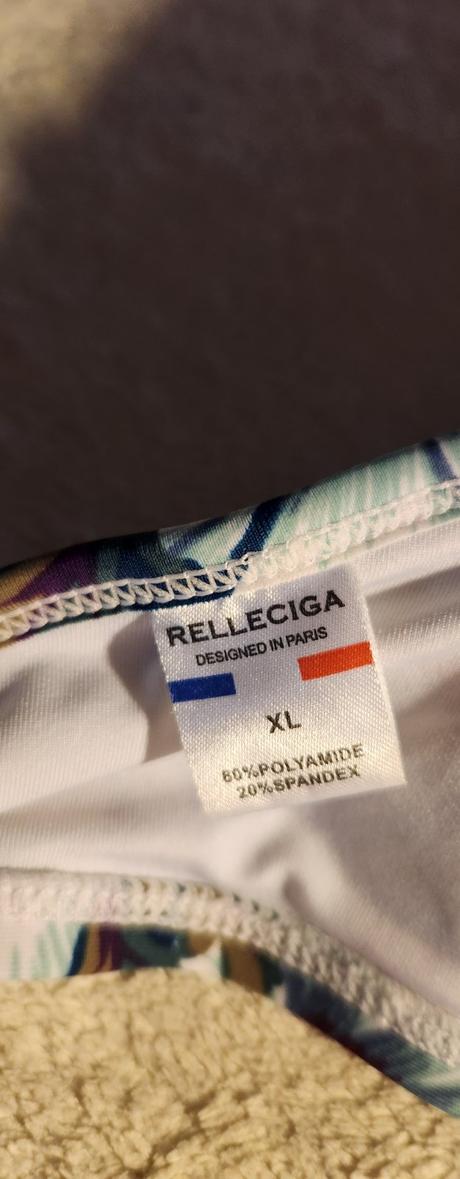 RELLECIGA
DESIGNED IN PARIS
XL
80%POLYAMIDE
20%SPANDEX